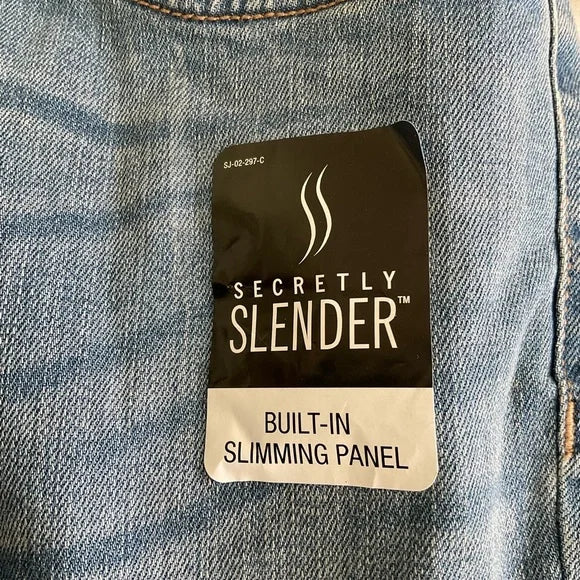 SJ-02-297-C
SECRETLY
SLENDER™
BUILT-IN
SLIMMING PANEL